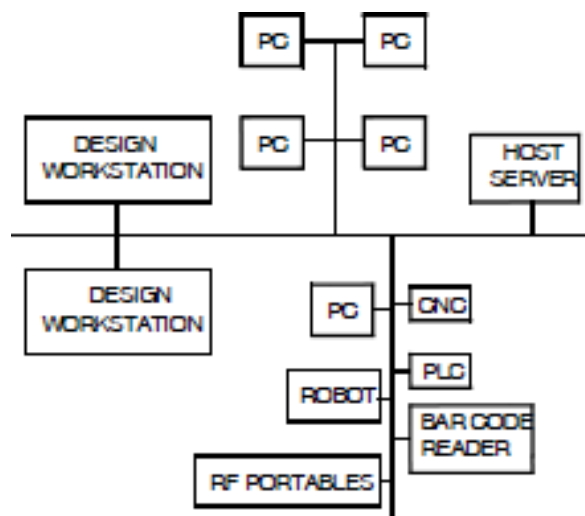 PC
PC
PC
PC
DESIGN
WORKSTATION
HOST
SERVER
DESIGN
WORKSTATION
PC
CNC
PLC
ROBOT
BAR CODE
READER
RF PORTABLES